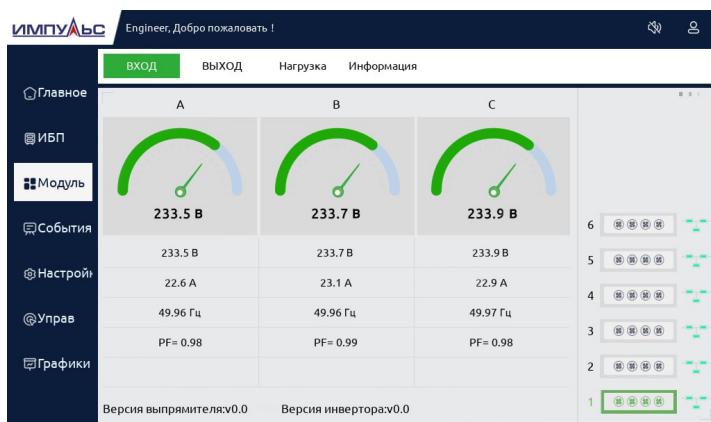 ИМПУЛЬС
Engineer, Добро пожаловать !
ВХОД ВЫХОД Нагрузка Информация
Главное
ИБП
Модуль
События
Настройк
Управ
Графики
A B C
233.5 В 233.7 В 233.9 В
233.5 В 233.7 В 233.9 В
22.6 А 23.1 А 22.9 А
49.96 Гц 49.96 Гц 49.97 Гц
PF= 0.98 PF= 0.99 PF= 0.98
Версия выпрямителя:v0.0 Версия инвертора:v0.0
6
5
4
3
2
1